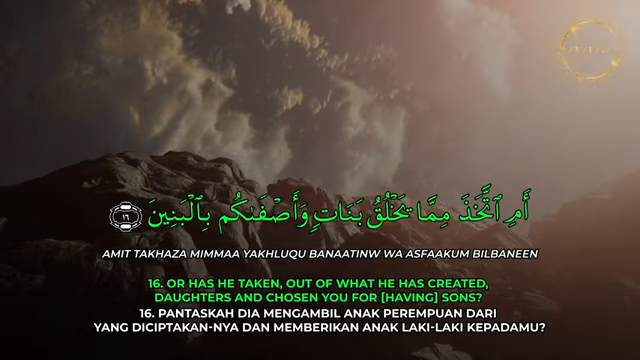 أَمِ ٱتَّخَذَ مِمَّا يَخْلُقُ بَنَاتٍ وَأَصْفَىٰكُم بِٱلْبَنِينَ ١٦
AMIT TAKHAZA MIMMAA YAKHLUQU BANAATINW WA ASFAAKUM BILBANEEN
16. OR HAS HE TAKEN, OUT OF WHAT HE HAS CREATED,
DAUGHTERS AND CHOSEN YOU FOR [HAVING] SONS?
16. PANTASKAH DIA MENGAMBIL ANAK PEREMPUAN DARI
YANG DICIPTAKAN-NYA DAN MEMBERIKAN ANAK LAKI-LAKI KEPADAMU?